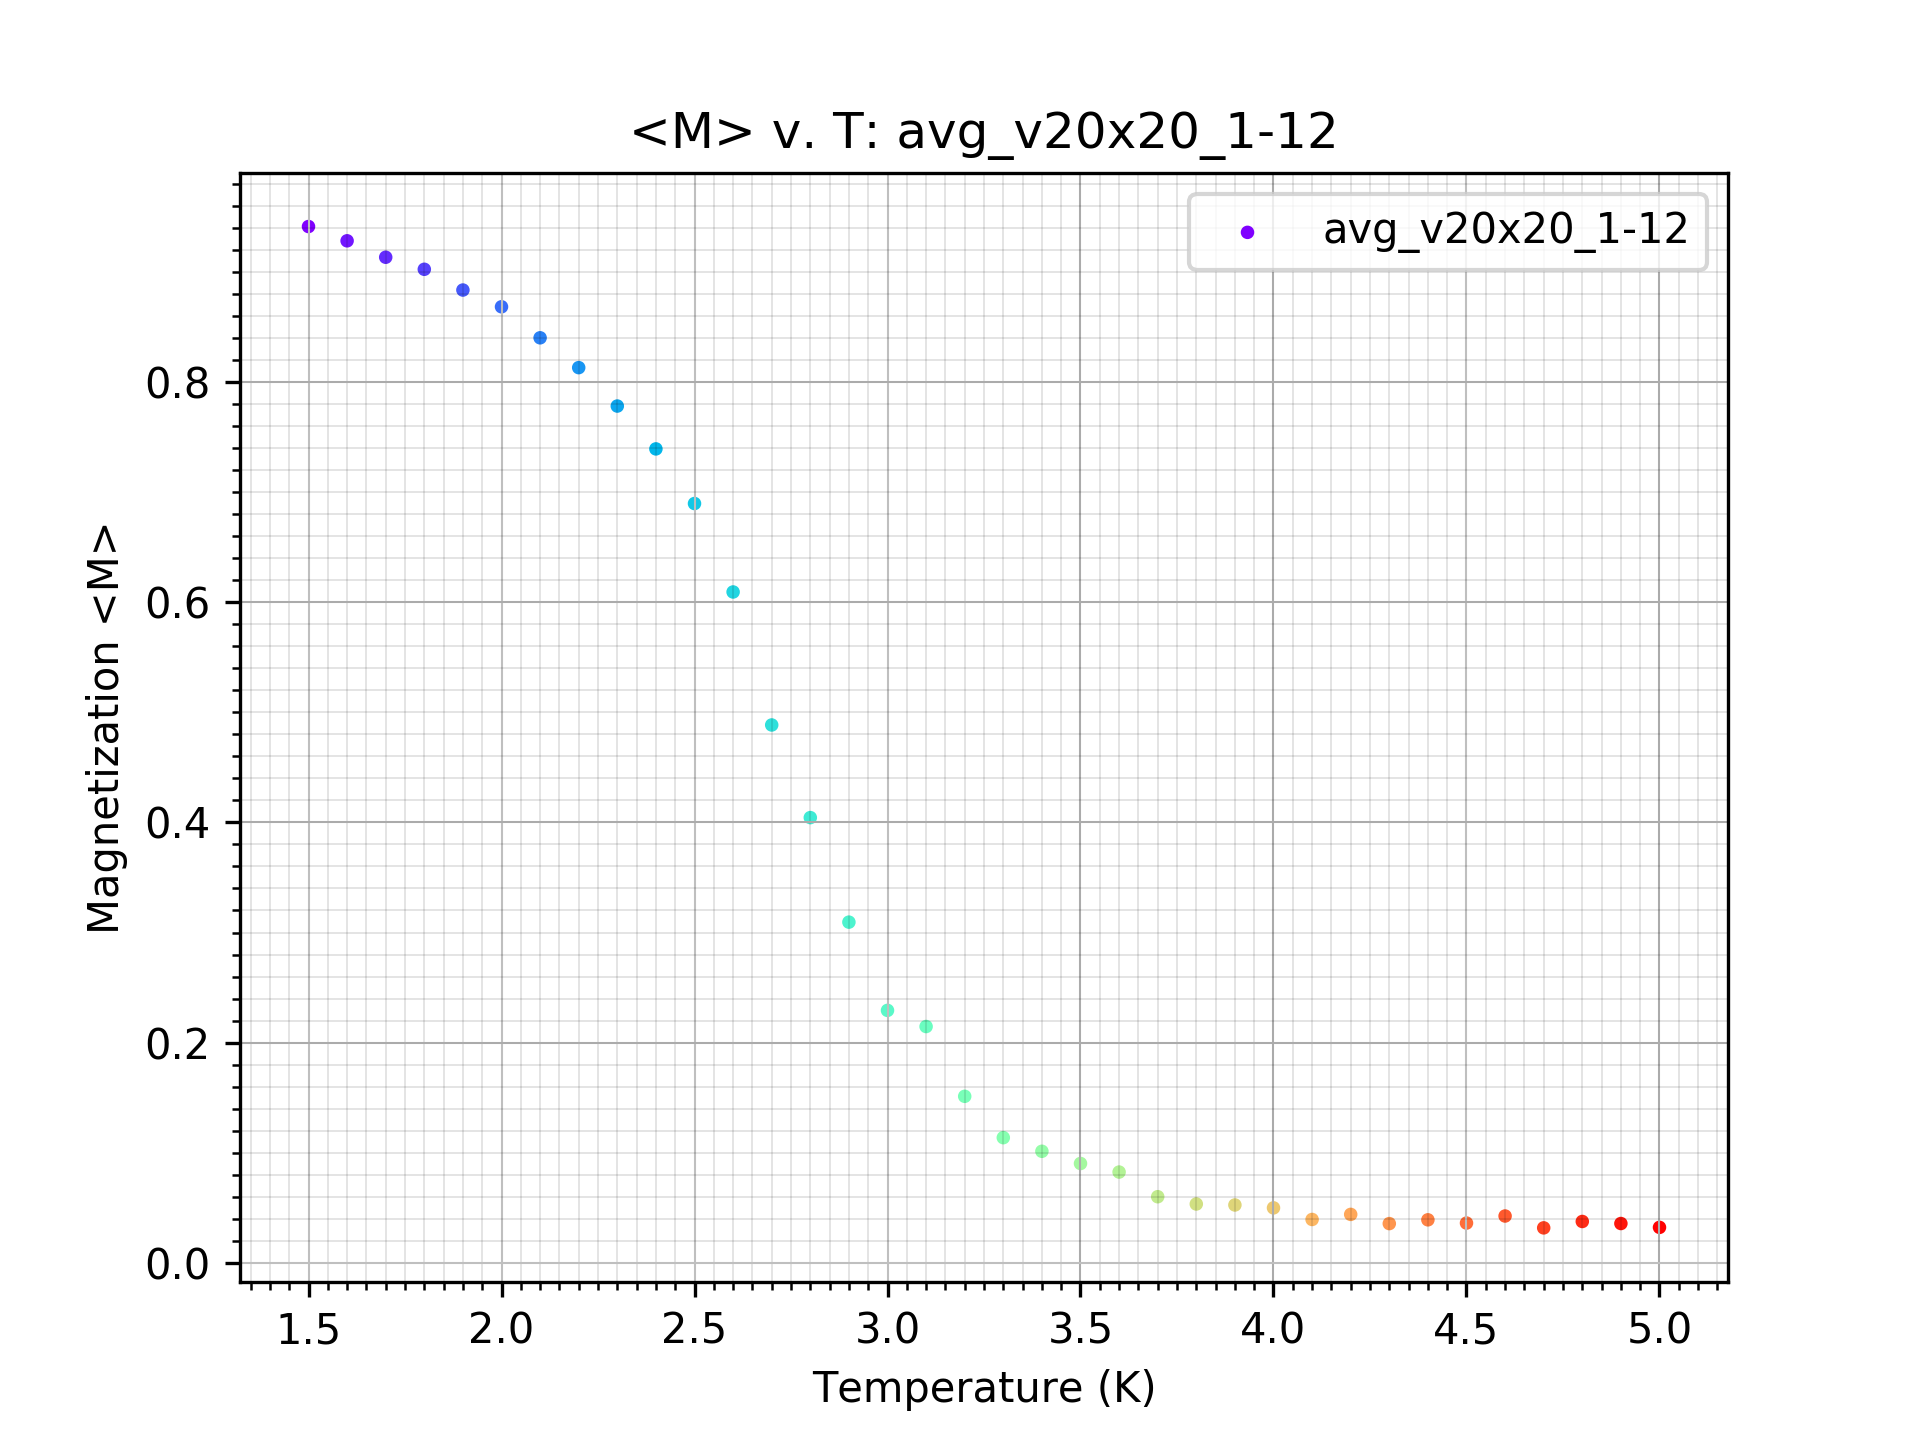 <M> v. T: avg_v20x20_1-12
avg_v20x20_1-12
Magnetization <M>
0.8
0.6
0.4
0.2
0.0
1.5 2.0 2.5 3.0 3.5 4.0 4.5 5.0
Temperature (K)